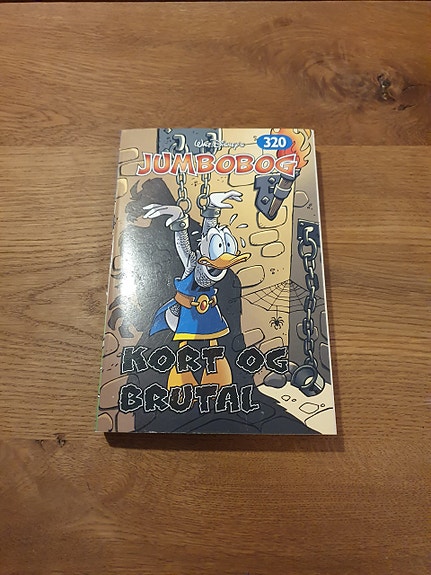 Walt Disney's
320
JUMBOBOG
KORT OG
BRUTAL